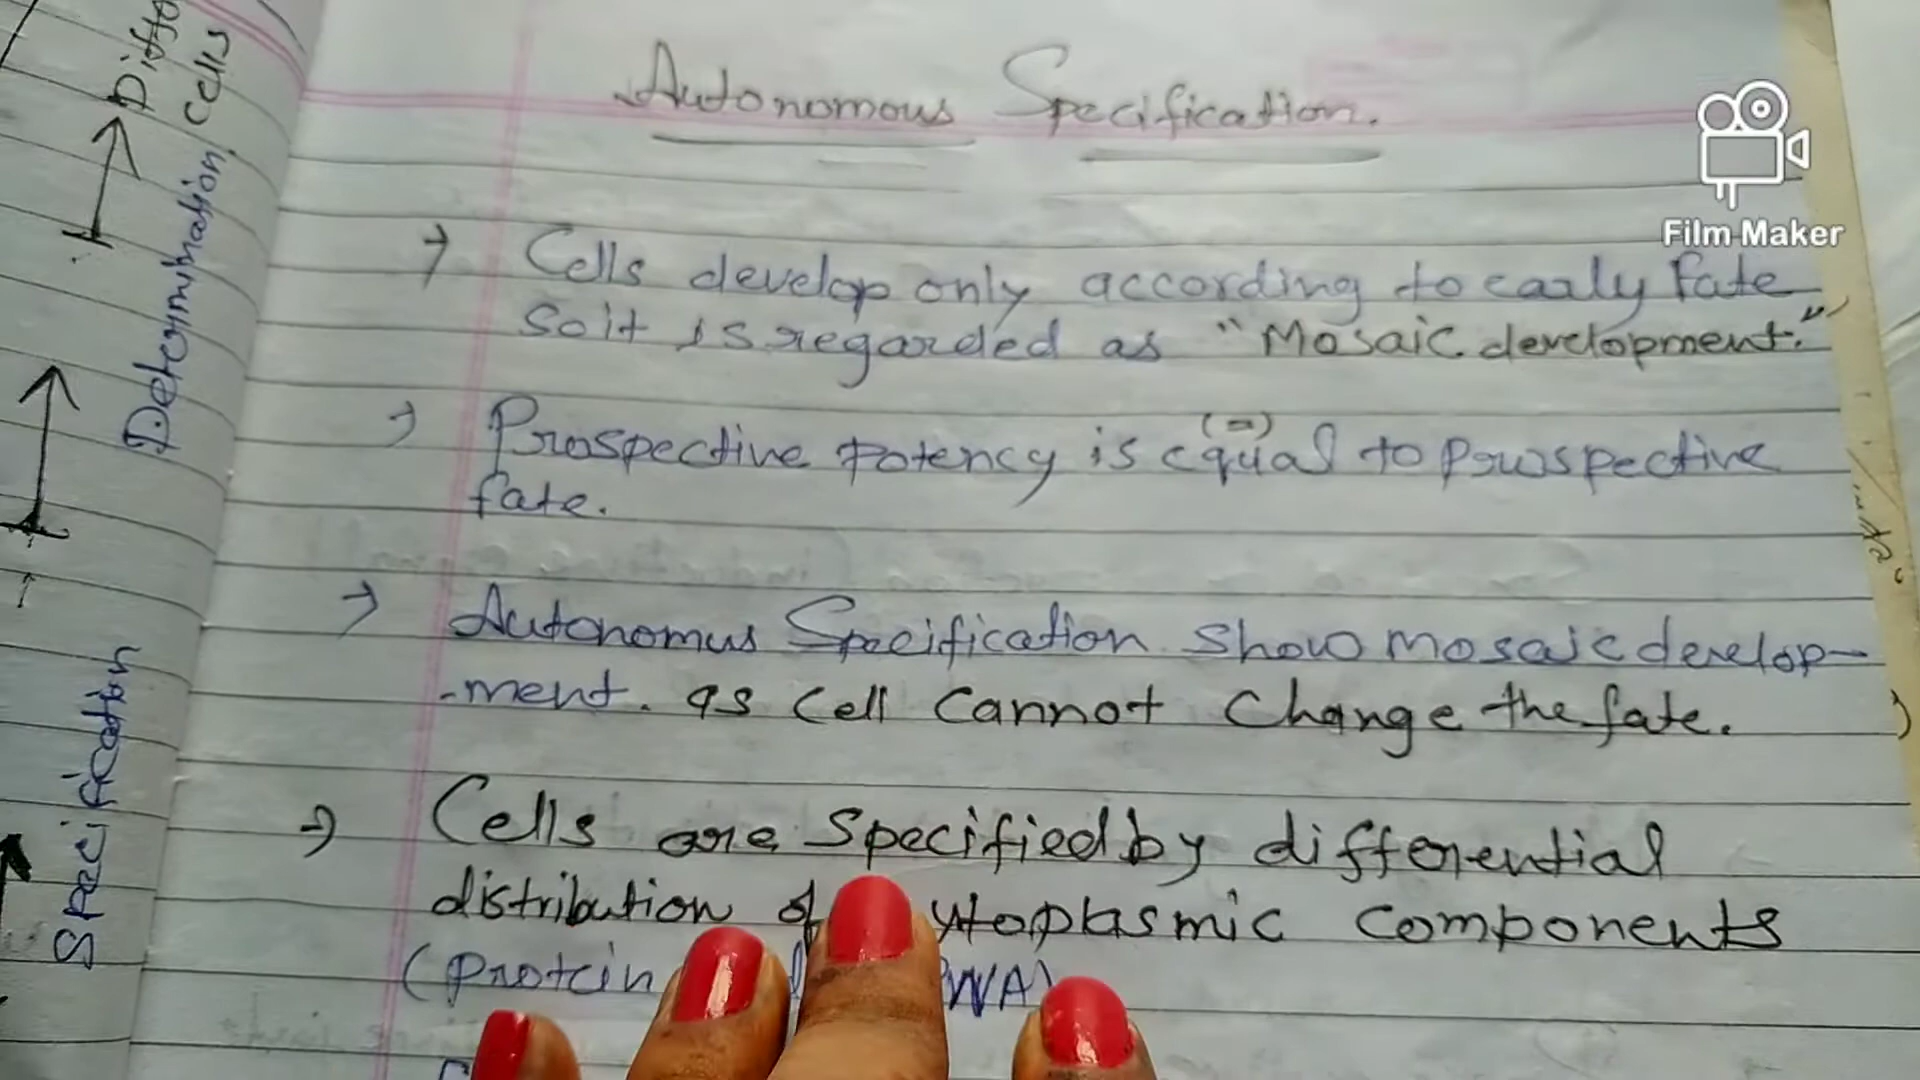 Autonomous Specification.
→ Cells develop only according to early fate
so it is regarded as "Mosaic development."
→ Prospective potency is equal to prospective
(=)
fate.
→ Autonomus Specification show mosaic develop-
-ment. as cell cannot change the fate.
→ Cells are specified by differential
distribution of ytoplasmic components
(protein
Specification
Determination
cells
Film Maker